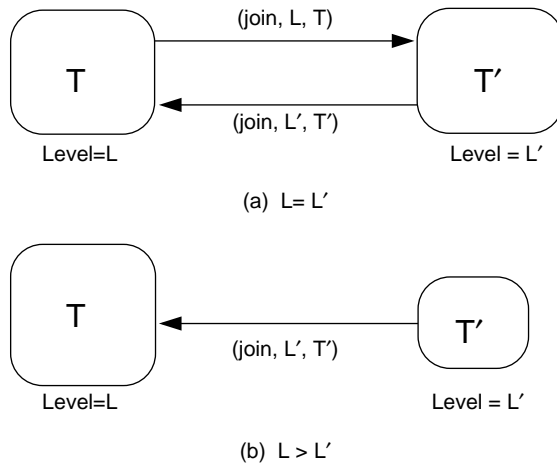 (join, L, T)
T
T′
(join, L′, T′)
Level=L
Level = L′
(a) L= L′
T
T′
(join, L′, T′)
Level=L
Level = L′
(b) L > L′